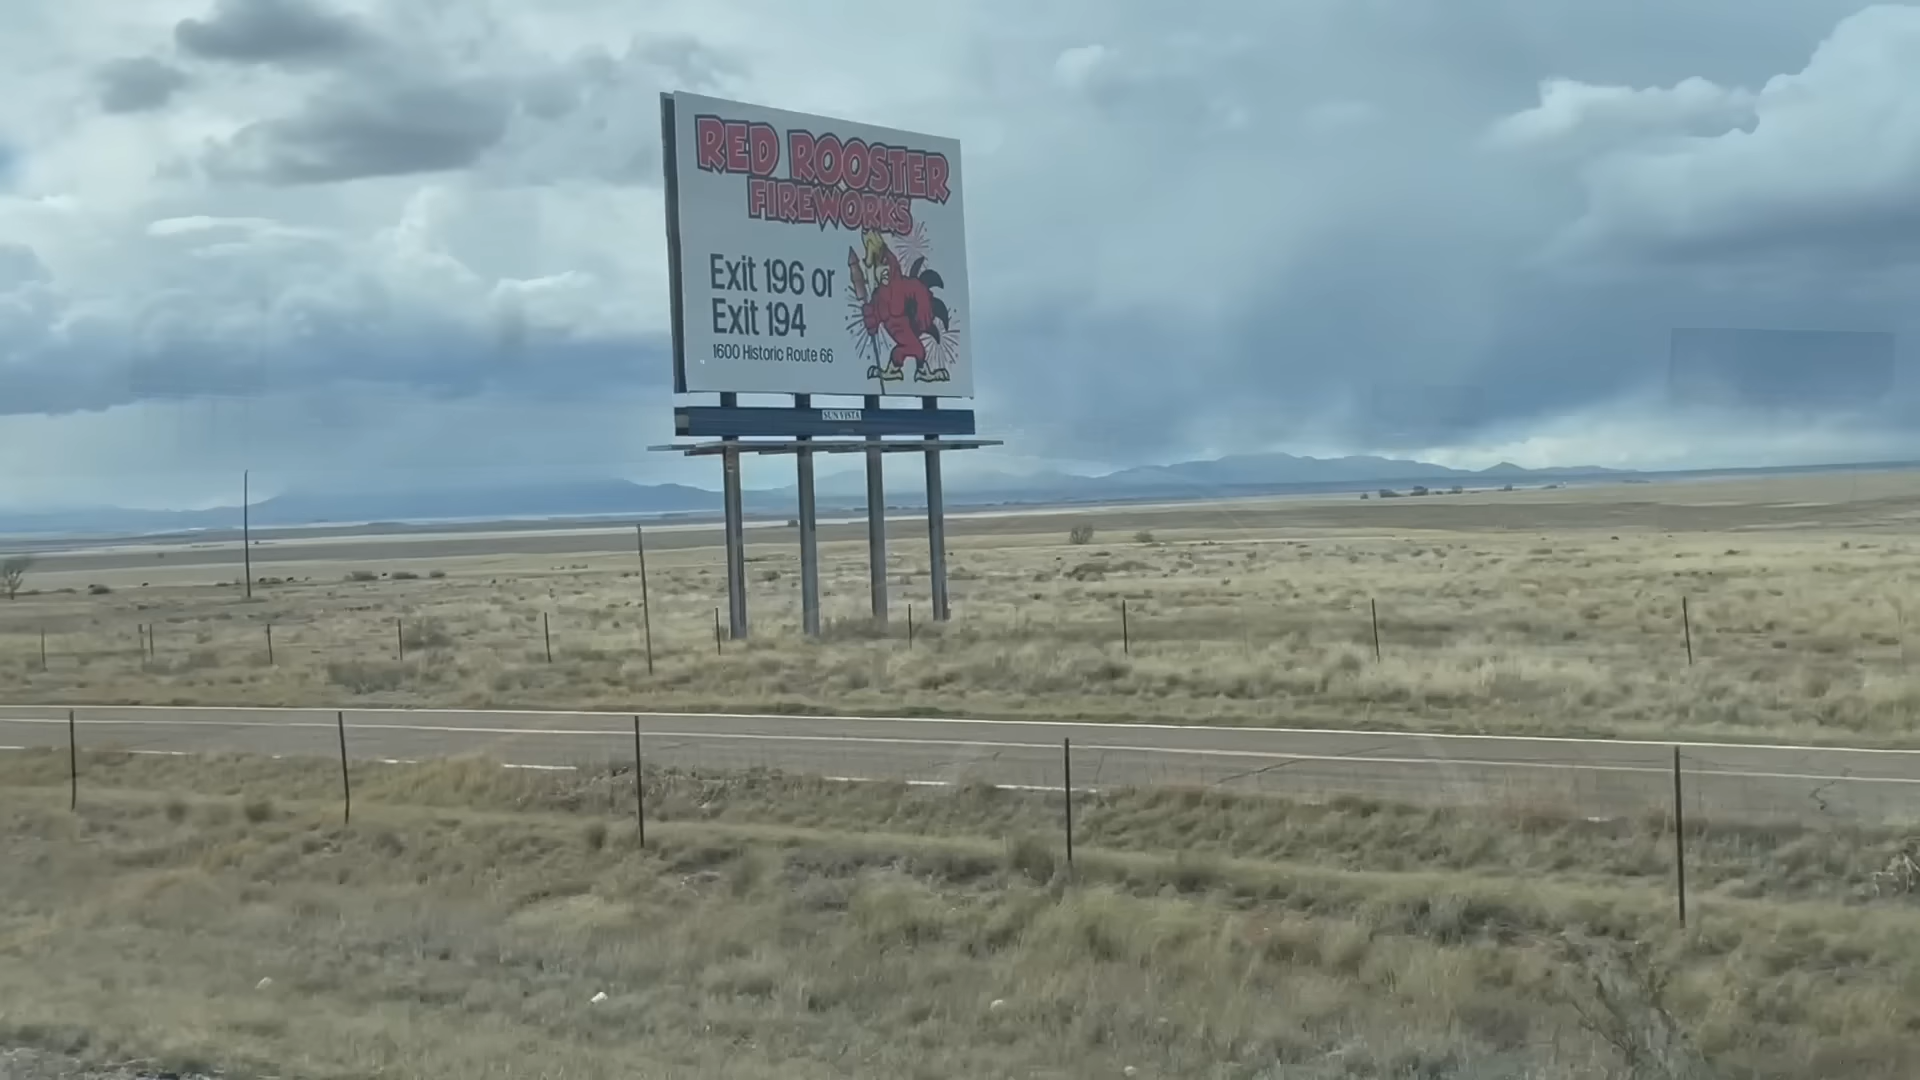 RED ROOSTER
FIREWORKS
Exit 196 or
Exit 194
1600 Historic Route 66
SUN VISTA